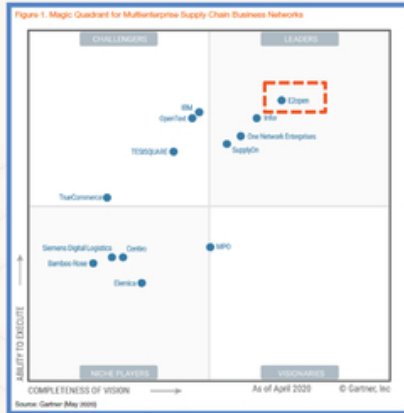 Figure 1. Magic Quadrant for Multienterprise Supply Chain Business Networks
CHALLENGERS
LEADERS
E2open
IBM
OpenText
Infor
One Network Enterprises
SupplyOn
TESISQUARE
TrueCommerce
MPO
Siemens Digital Logistics
Centiro
Bamboo Rose
Elemica
ABILITY TO EXECUTE
NICHE PLAYERS
VISIONARIES
COMPLETENESS OF VISION
As of April 2020
© Gartner, Inc
Source: Gartner (May 2020)